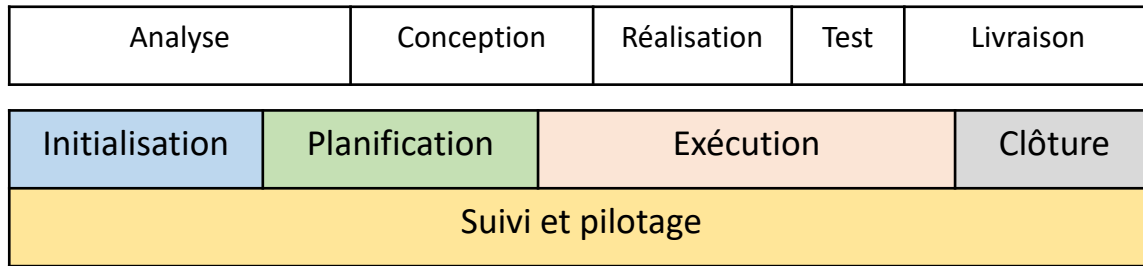 Analyse Conception Réalisation Test Livraison
Initialisation Planification Exécution Clôture
Suivi et pilotage